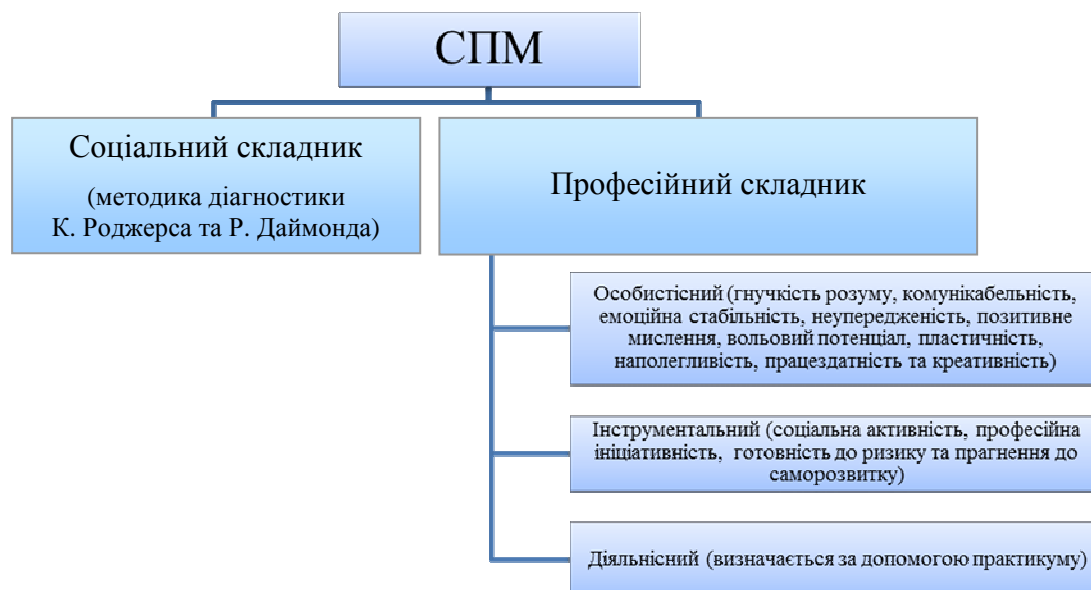 СПМ
Соціальний складник
(методика діагностики
К. Роджерса та Р. Даймонда)
Професійний складник
Особистісний (гнучкість розуму, комунікабельність,
емоційна стабільність, неупередженість, позитивне
мислення, вольовий потенціал, пластичність,
наполегливість, працездатність та креативність)
Інструментальний (соціальна активність, професійна
ініціативність, готовність до ризику та прагнення до
саморозвитку)
Діяльнісний (визначається за допомогою практикуму)